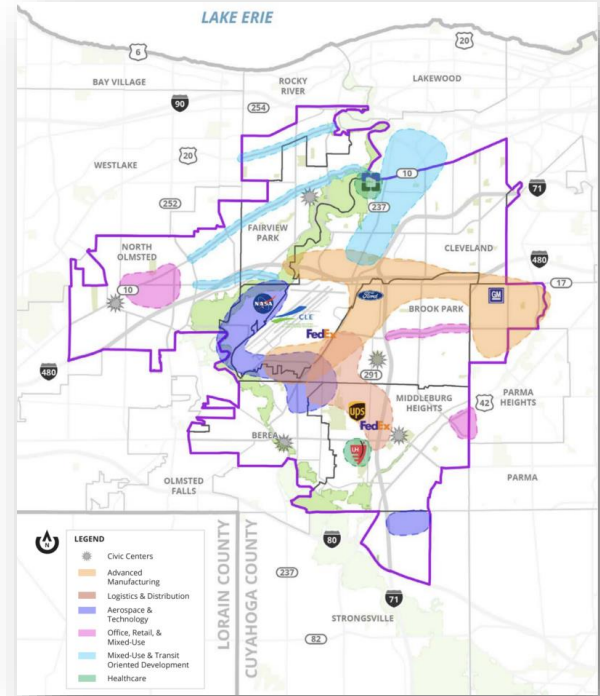 LAKE ERIE
6
20
BAY VILLAGE
ROCKY
RIVER
LAKEWOOD
90
254
20
WESTLAKE
10
71
252
237
FAIRVIEW
PARK
NORTH
OLMSTED
CLEVELAND
480
10
17
NASA
Ford
GM
CLE
BROOK PARK
FedEx
480
291
MIDDLEBURG
HEIGHTS
42
PARMA
HEIGHTS
ups
FedEx
BEREA
UH
OLMSTED
FALLS
PARMA
LORAIN COUNTY
CUYAHOGA COUNTY
80
237
71
STRONGSVILLE
82
N
LEGEND
Civic Centers
Advanced
Manufacturing
Logistics & Distribution
Aerospace &
Technology
Office, Retail, &
Mixed-Use
Mixed-Use & Transit
Oriented Development
Healthcare